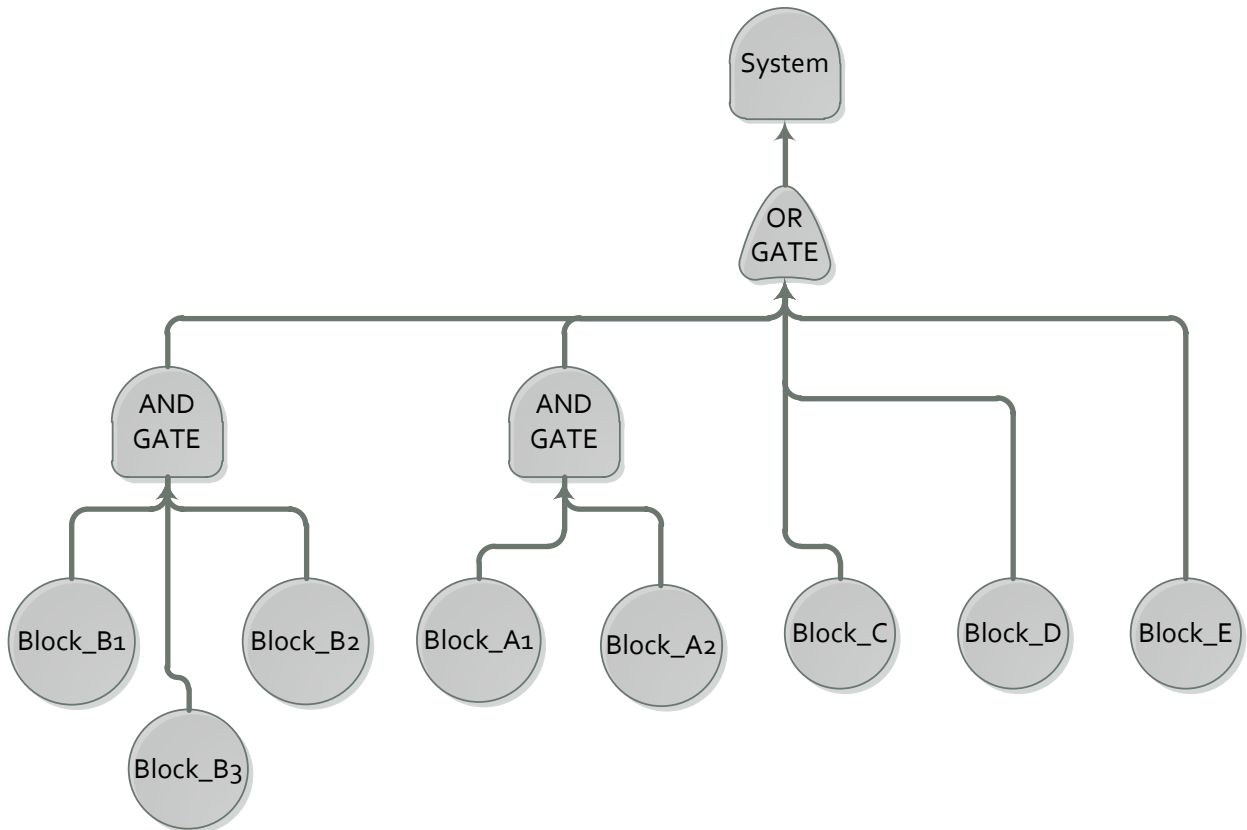 System
OR
GATE
AND
GATE
AND
GATE
Block_B1
Block_B2
Block_A1
Block_A2
Block_C
Block_D
Block_E
Block_B3